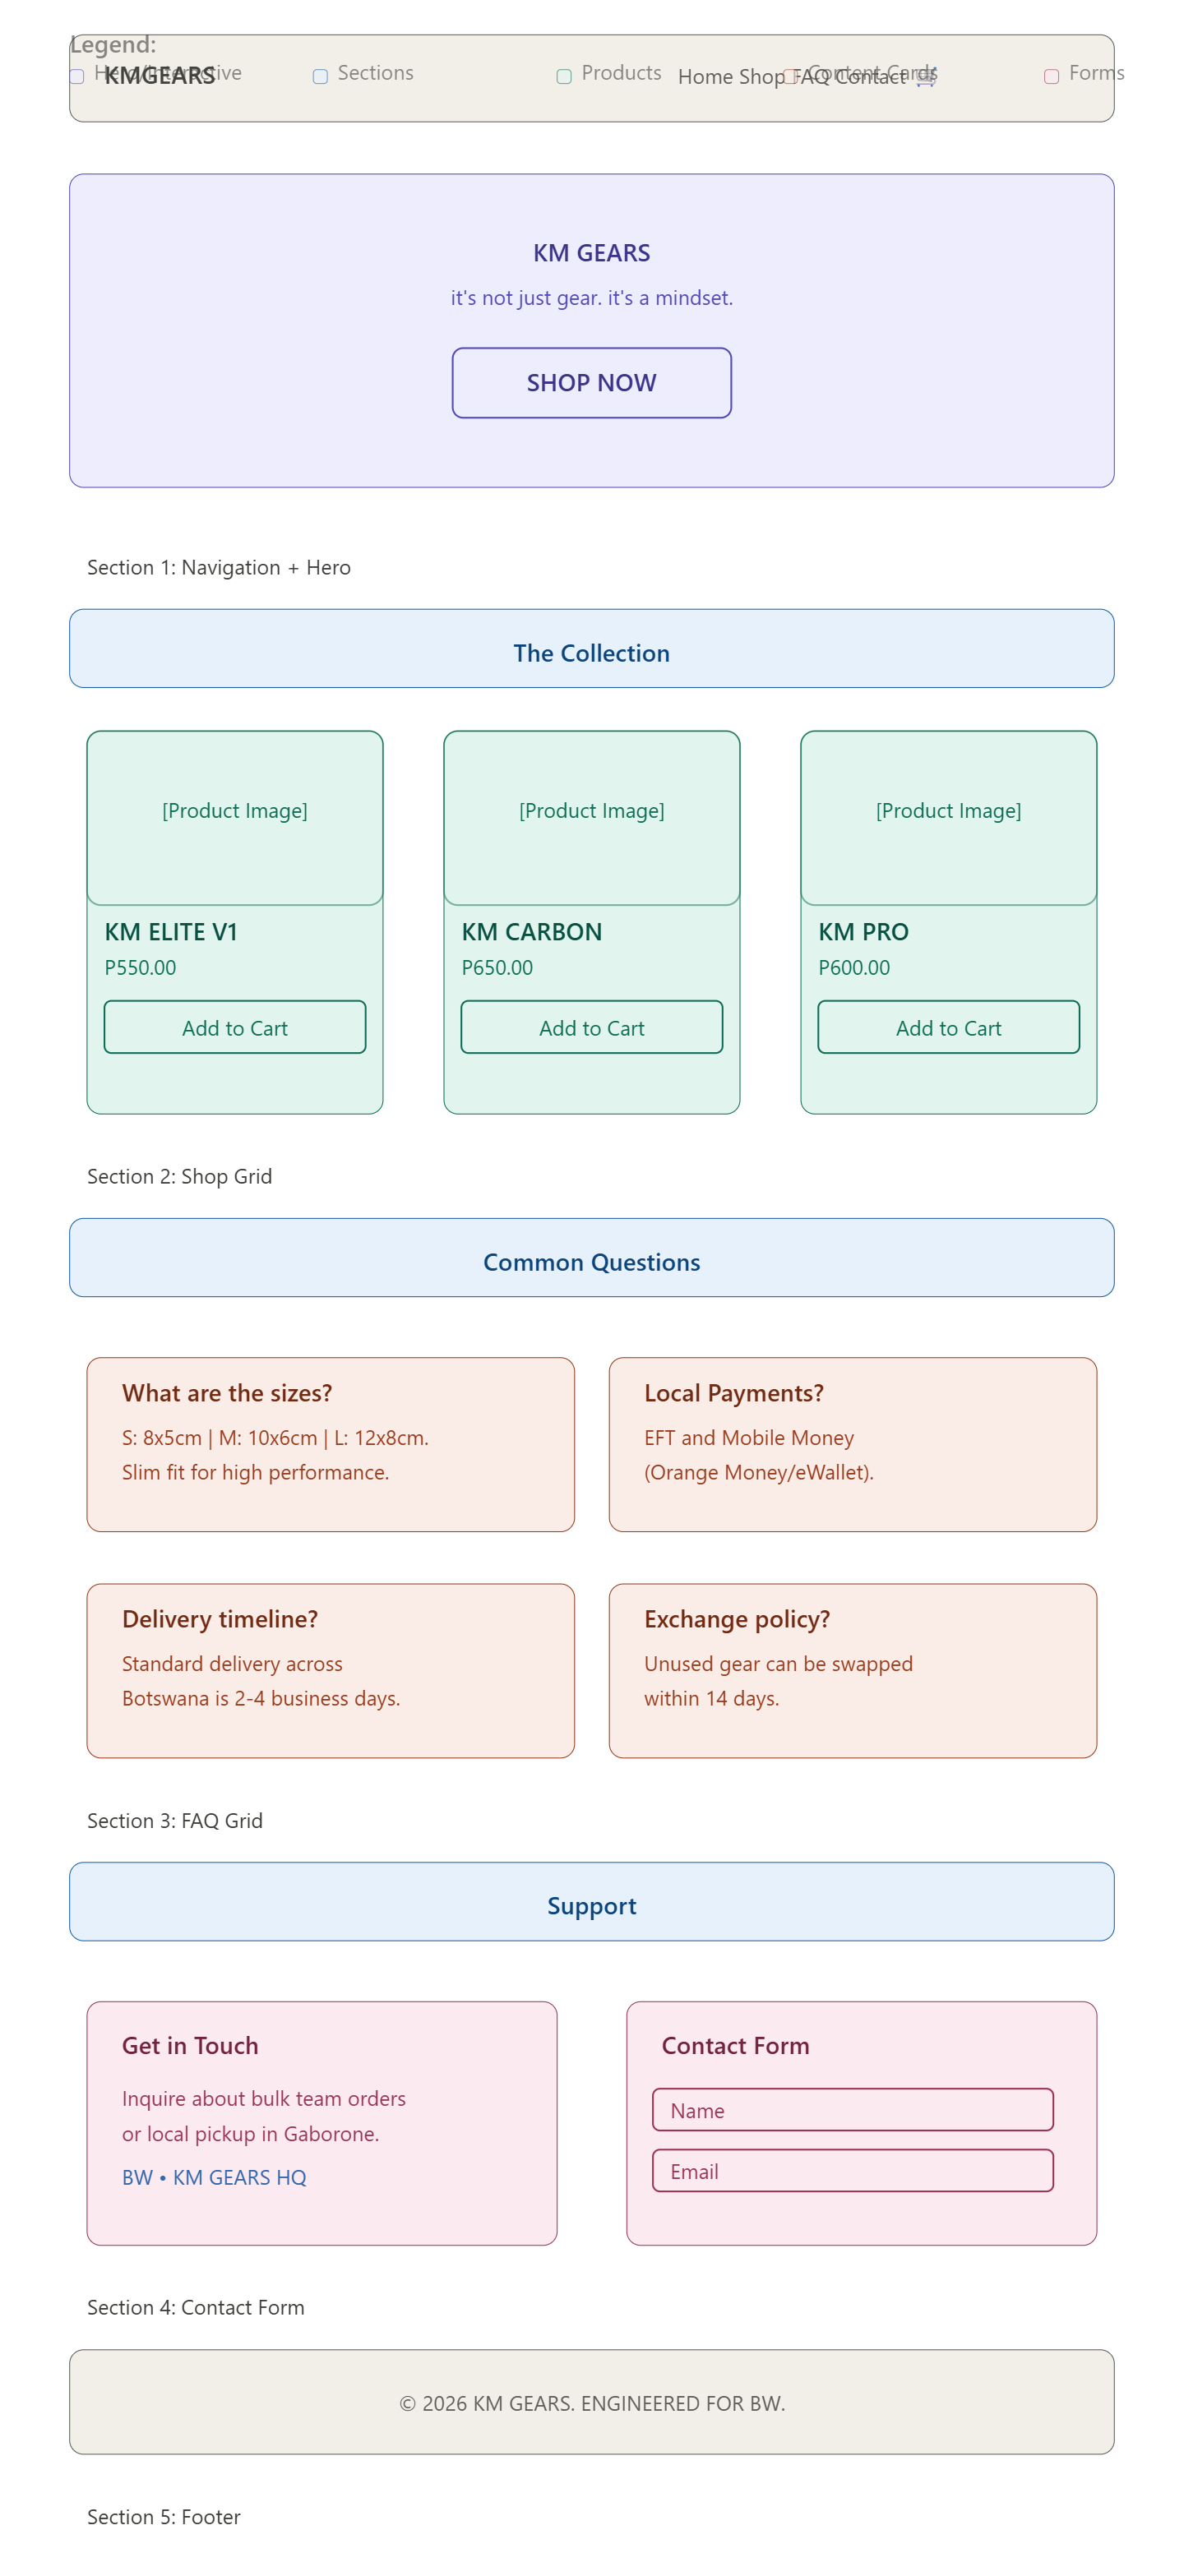 Legend:
Hero/Interactive
Sections
Products
Content Cards
Forms
KMGEARS
Home Shop FAQ Contact 🛒
KM GEARS
it's not just gear. it's a mindset.
SHOP NOW
Section 1: Navigation + Hero
The Collection
[Product Image]
KM ELITE V1
P550.00
Add to Cart
[Product Image]
KM CARBON
P650.00
Add to Cart
[Product Image]
KM PRO
P600.00
Add to Cart
Section 2: Shop Grid
Common Questions
What are the sizes?
S: 8x5cm | M: 10x6cm | L: 12x8cm.
Slim fit for high performance.
Local Payments?
EFT and Mobile Money
(Orange Money/eWallet).
Delivery timeline?
Standard delivery across
Botswana is 2-4 business days.
Exchange policy?
Unused gear can be swapped
within 14 days.
Section 3: FAQ Grid
Support
Get in Touch
Inquire about bulk team orders
or local pickup in Gaborone.
BW • KM GEARS HQ
Contact Form
Name
Email
Section 4: Contact Form
© 2026 KM GEARS. ENGINEERED FOR BW.
Section 5: Footer